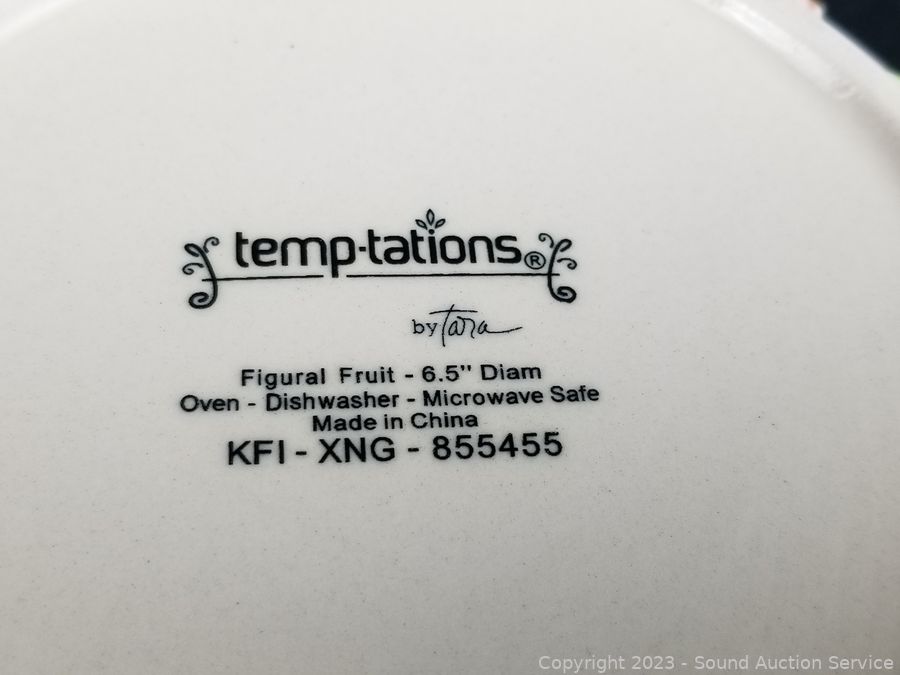 temp-tations®
by Tara
Figural Fruit - 6.5" Diam
Oven - Dishwasher - Microwave Safe
Made in China
KFI - XNG - 855455
Copyright 2023 - Sound Auction Service